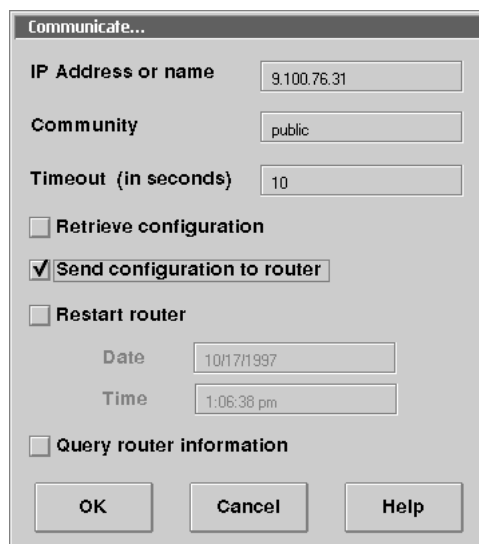 Communicate...
IP Address or name 9.100.76.31
Community public
Timeout (in seconds) 10
Retrieve configuration
Send configuration to router
Restart router
Date 10/17/1997
Time 1:06:38 pm
Query router information
OK Cancel Help